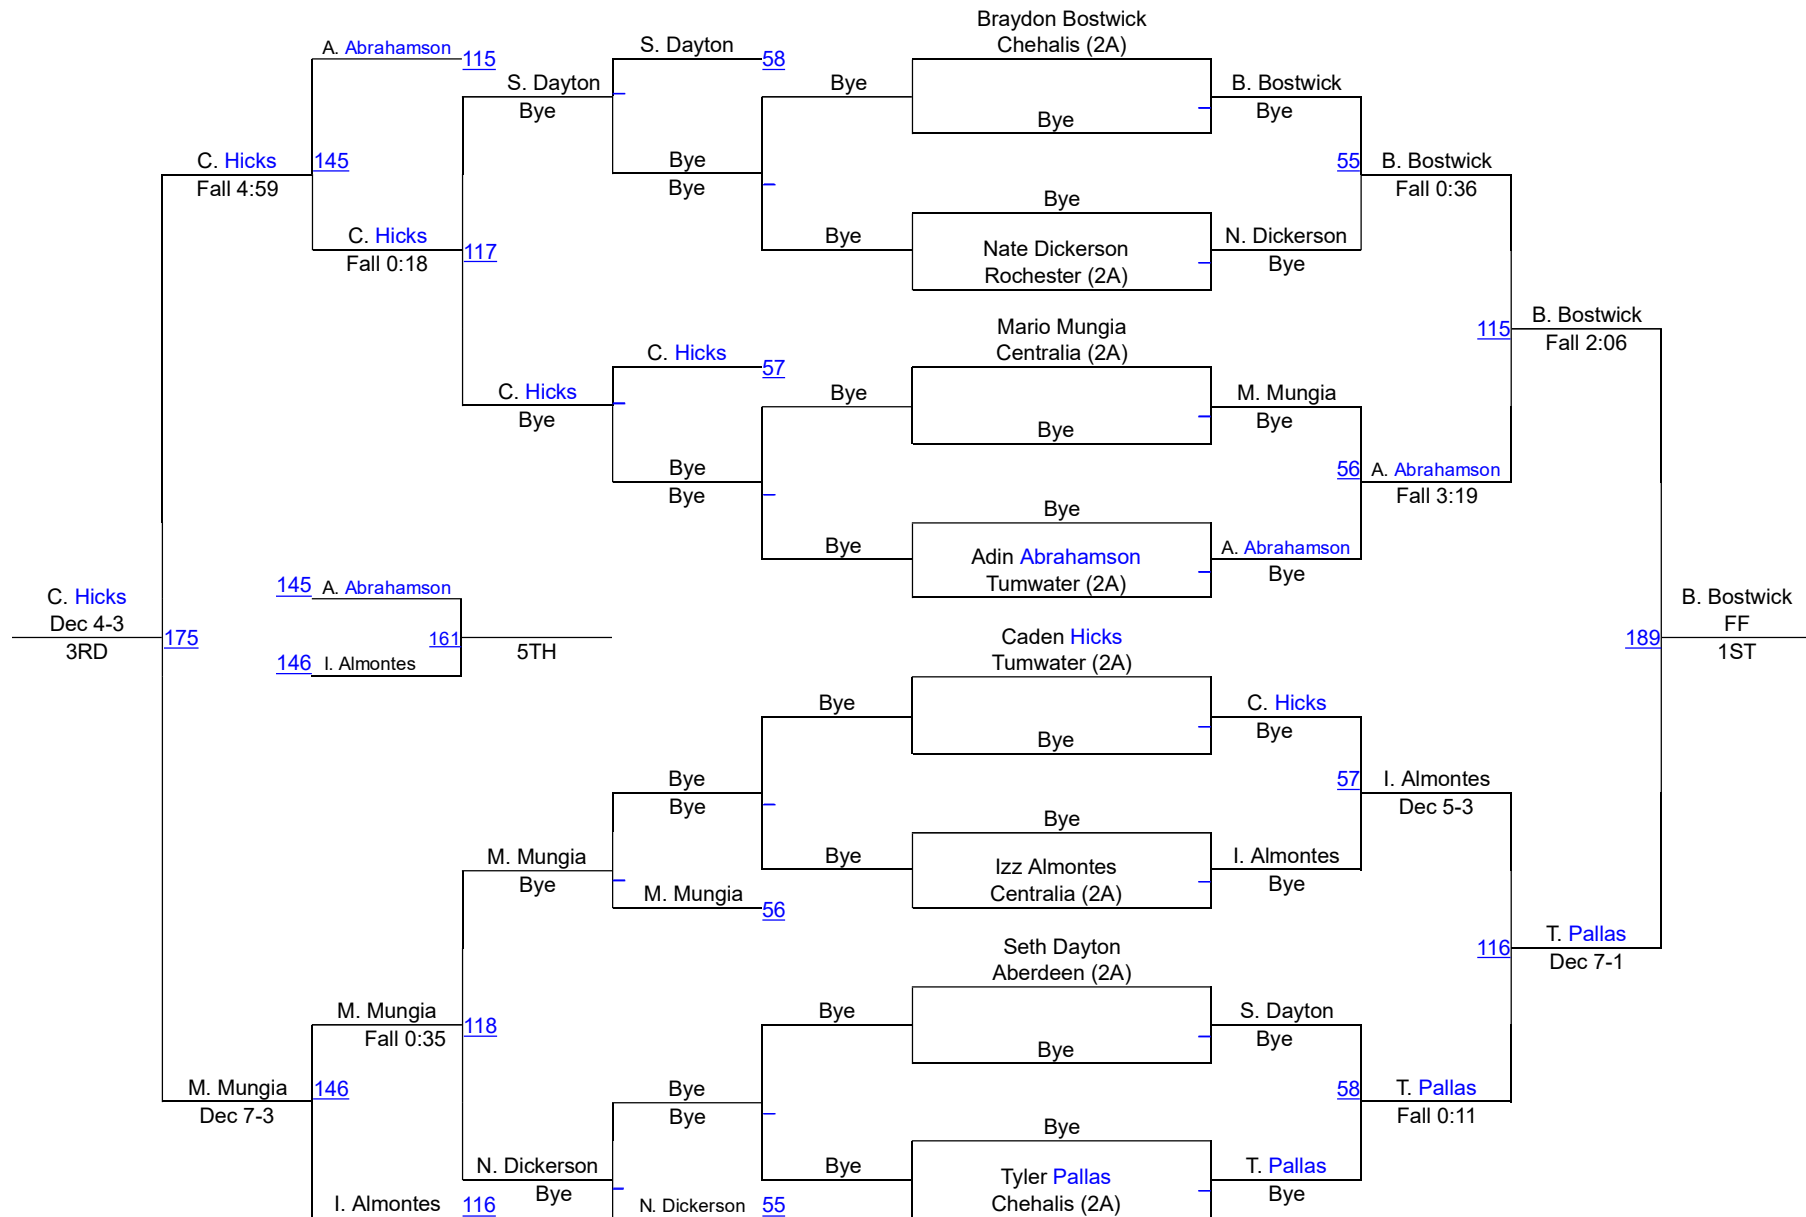 Braydon Bostwick
Chehalis (2A)
A. Abrahamson 115
S. Dayton 58
S. Dayton
Bye
B. Bostwick
Bye
Bye
Bye
C. Hicks 145
Bye
55 B. Bostwick
Fall 4:59
Bye
Fall 0:36
Bye
C. Hicks 117
Bye
Nate Dickerson
N. Dickerson
Fall 0:18
Rochester (2A)
Bye
Mario Mungia
115 B. Bostwick
C. Hicks 57
Centralia (2A)
Fall 2:06
C. Hicks
Bye
M. Mungia
Bye
Bye
Bye
Bye
56 A. Abrahamson
Bye
Fall 3:19
Bye
Bye
Adin Abrahamson
A. Abrahamson
145 A. Abrahamson
Tumwater (2A)
Bye
C. Hicks
B. Bostwick
Dec 4-3
FF
175
161
Caden Hicks
189
3RD
5TH
1ST
146 I. Almontes
Tumwater (2A)
Bye
C. Hicks
Bye
Bye
Bye
57 I. Almontes
Bye
Dec 5-3
Bye
M. Mungia
Bye
Izz Almontes
I. Almontes
Bye
Centralia (2A)
Bye
M. Mungia 56
Seth Dayton
116 T. Pallas
Aberdeen (2A)
Dec 7-1
M. Mungia 118
Bye
S. Dayton
Fall 0:35
Bye
Bye
M. Mungia 146
Bye
58 T. Pallas
Dec 7-3
Bye
Fall 0:11
Bye
N. Dickerson
Bye
Tyler Pallas
T. Pallas
Bye
Chehalis (2A)
Bye
I. Almontes 116
N. Dickerson 55